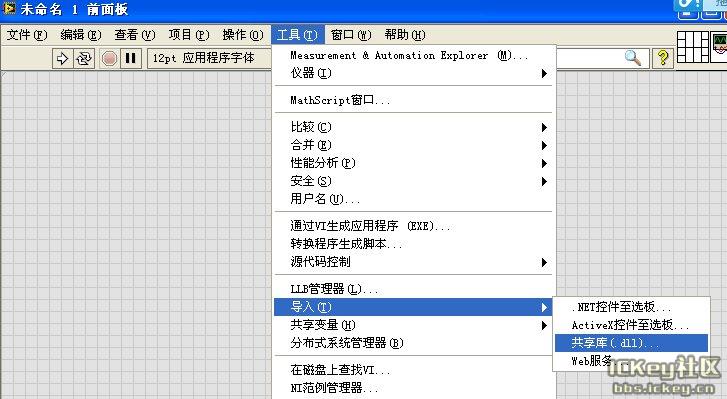 未命名 1 前面板
文件(F) 编辑(E) 查看(V) 项目(P) 操作(O) 工具(T) 窗口(W) 帮助(H)
12pt 应用程序字体
Measurement & Automation Explorer (M)...
仪器(I)
MathScript窗口...
比较(C)
合并(E)
性能分析(P)
安全(S)
用户名(U)...
通过VI生成应用程序 (EXE)...
转换程序生成脚本...
源代码控制
LLB管理器(L)...
导入(T)
共享变量(H)
分布式系统管理器(B)
在磁盘上查找VI...
NI范例管理器...
.NET控件至选板...
ActiveX控件至选板...
共享库(.dll)...
Web服务
ICkey社区
bbs.ickey.cn